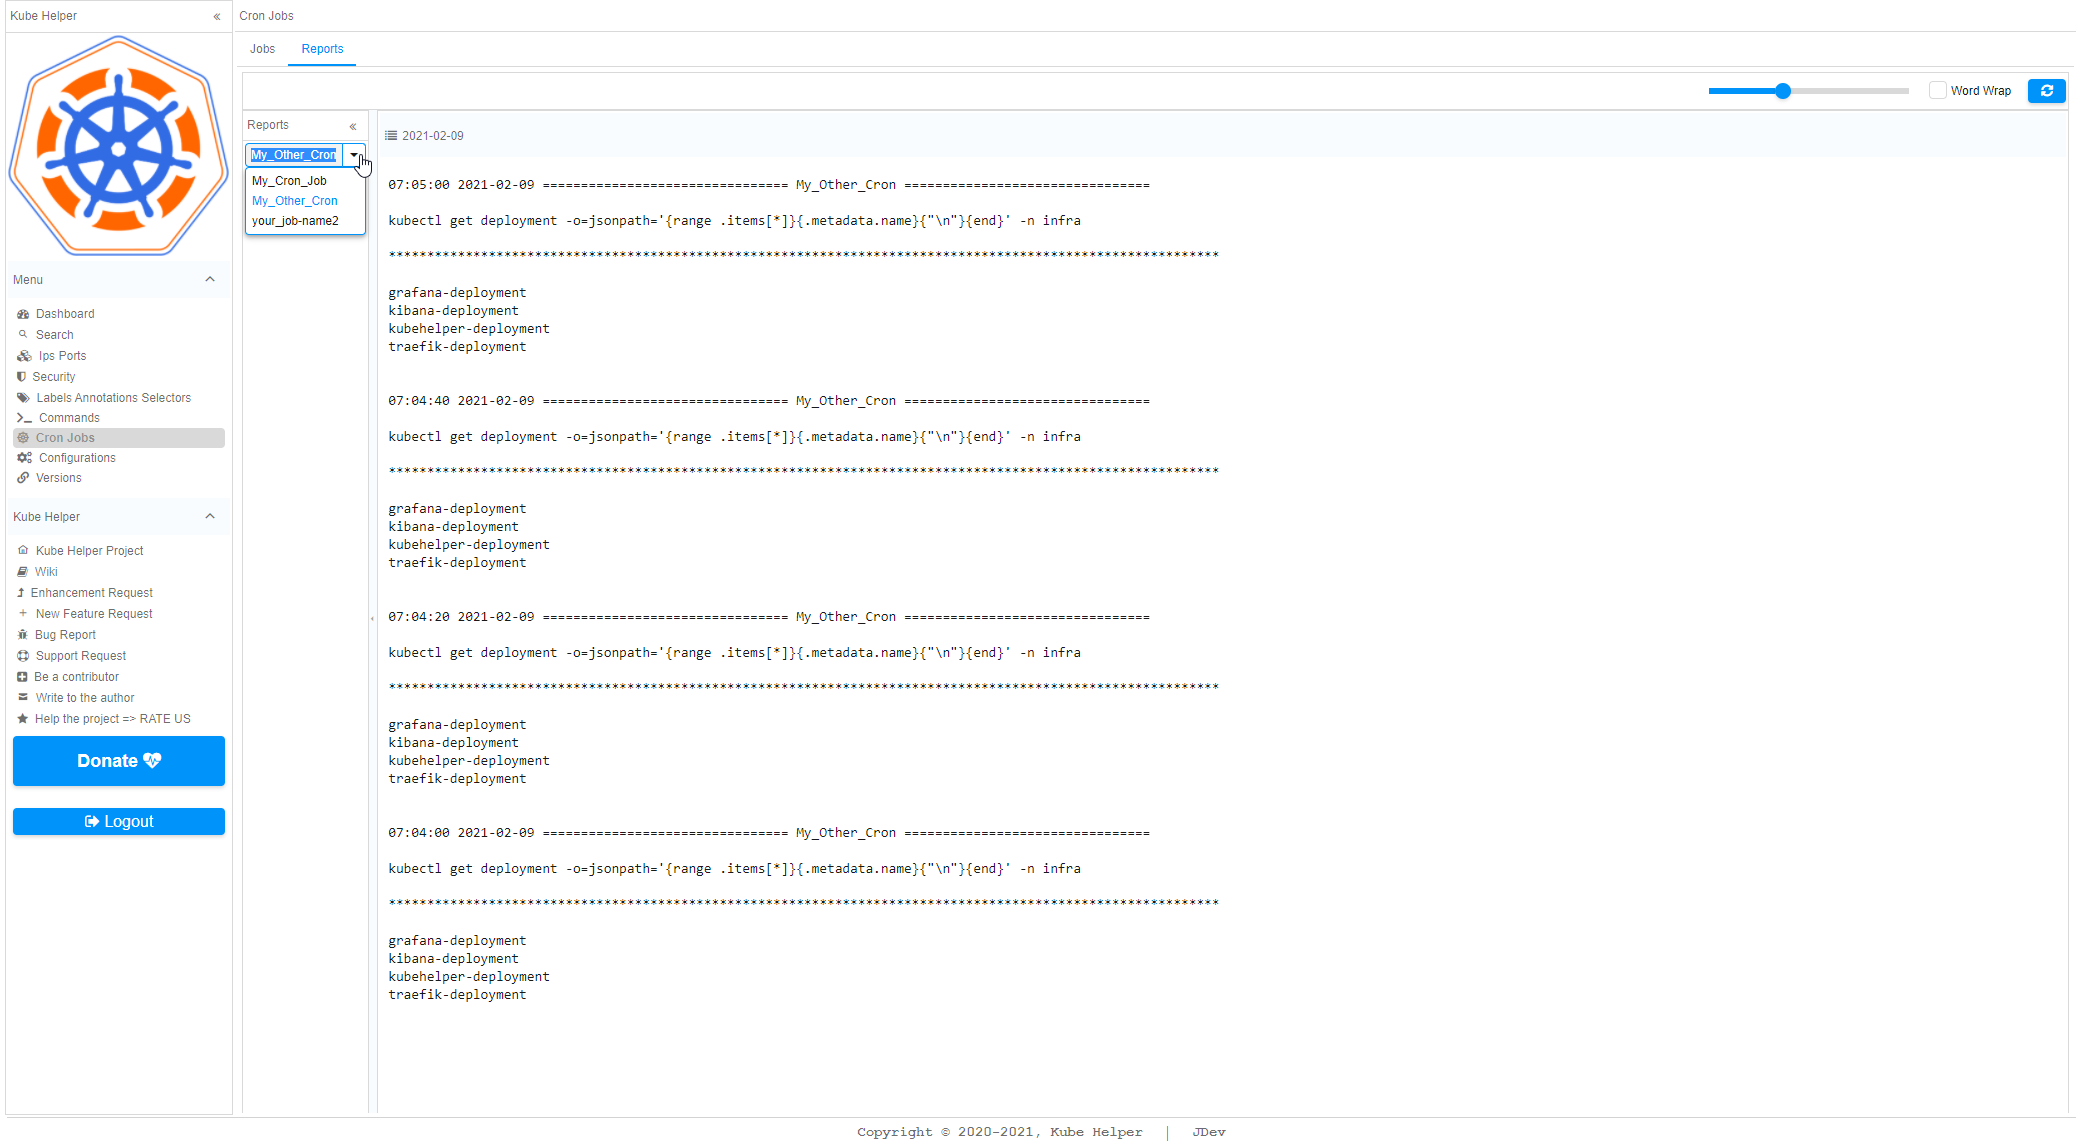 Kube Helper
«
Menu
Dashboard
Search
Ips Ports
Security
Labels Annotations Selectors
Commands
Cron Jobs
Configurations
Versions
Kube Helper
Kube Helper Project
Wiki
Enhancement Request
New Feature Request
Bug Report
Support Request
Be a contributor
Write to the author
Help the project => RATE US
Donate
Logout
Cron Jobs
Jobs
Reports
Word Wrap
Reports
«
My_Other_Cron
My_Cron_Job
My_Other_Cron
your_job-name2
2021-02-09
07:05:00 2021-02-09 ================================ My_Other_Cron ================================
kubectl get deployment -o=jsonpath='{range .items[*]}{.metadata.name}{"\n"}{end}' -n infra
************************************************************************************************************
grafana-deployment
kibana-deployment
kubehelper-deployment
traefik-deployment
07:04:40 2021-02-09 ================================ My_Other_Cron ================================
kubectl get deployment -o=jsonpath='{range .items[*]}{.metadata.name}{"\n"}{end}' -n infra
************************************************************************************************************
grafana-deployment
kibana-deployment
kubehelper-deployment
traefik-deployment
07:04:20 2021-02-09 ================================ My_Other_Cron ================================
kubectl get deployment -o=jsonpath='{range .items[*]}{.metadata.name}{"\n"}{end}' -n infra
************************************************************************************************************
grafana-deployment
kibana-deployment
kubehelper-deployment
traefik-deployment
07:04:00 2021-02-09 ================================ My_Other_Cron ================================
kubectl get deployment -o=jsonpath='{range .items[*]}{.metadata.name}{"\n"}{end}' -n infra
************************************************************************************************************
grafana-deployment
kibana-deployment
kubehelper-deployment
traefik-deployment
Copyright © 2020-2021, Kube Helper | JDev